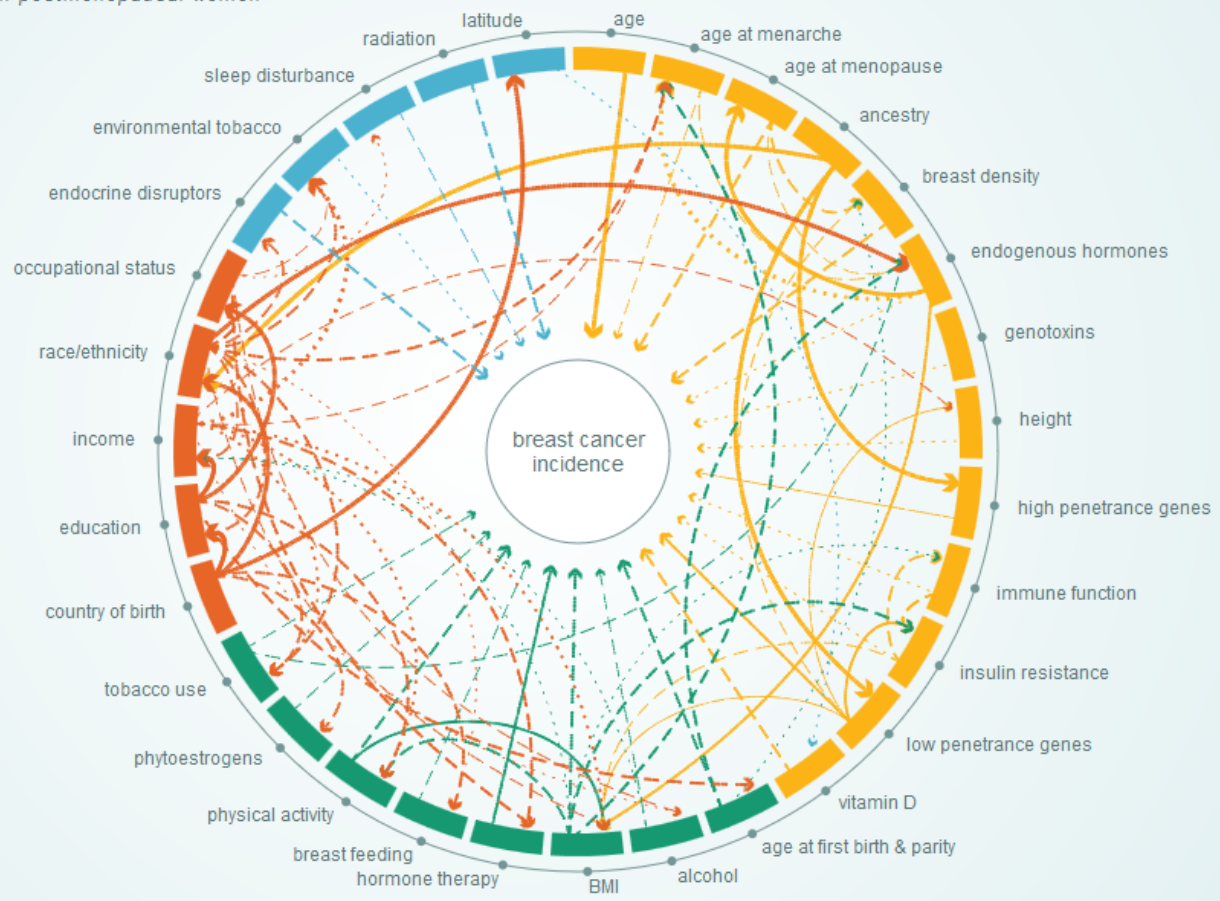 postmenopausal women
latitude
age
radiation
age at menarche
sleep disturbance
age at menopause
environmental tobacco
ancestry
endocrine disruptors
breast density
occupational status
endogenous hormones
race/ethnicity
genotoxins
income
height
breast cancer
incidence
education
high penetrance genes
country of birth
immune function
tobacco use
insulin resistance
phytoestrogens
low penetrance genes
physical activity
vitamin D
breast feeding
age at first birth & parity
hormone therapy
BMI
alcohol